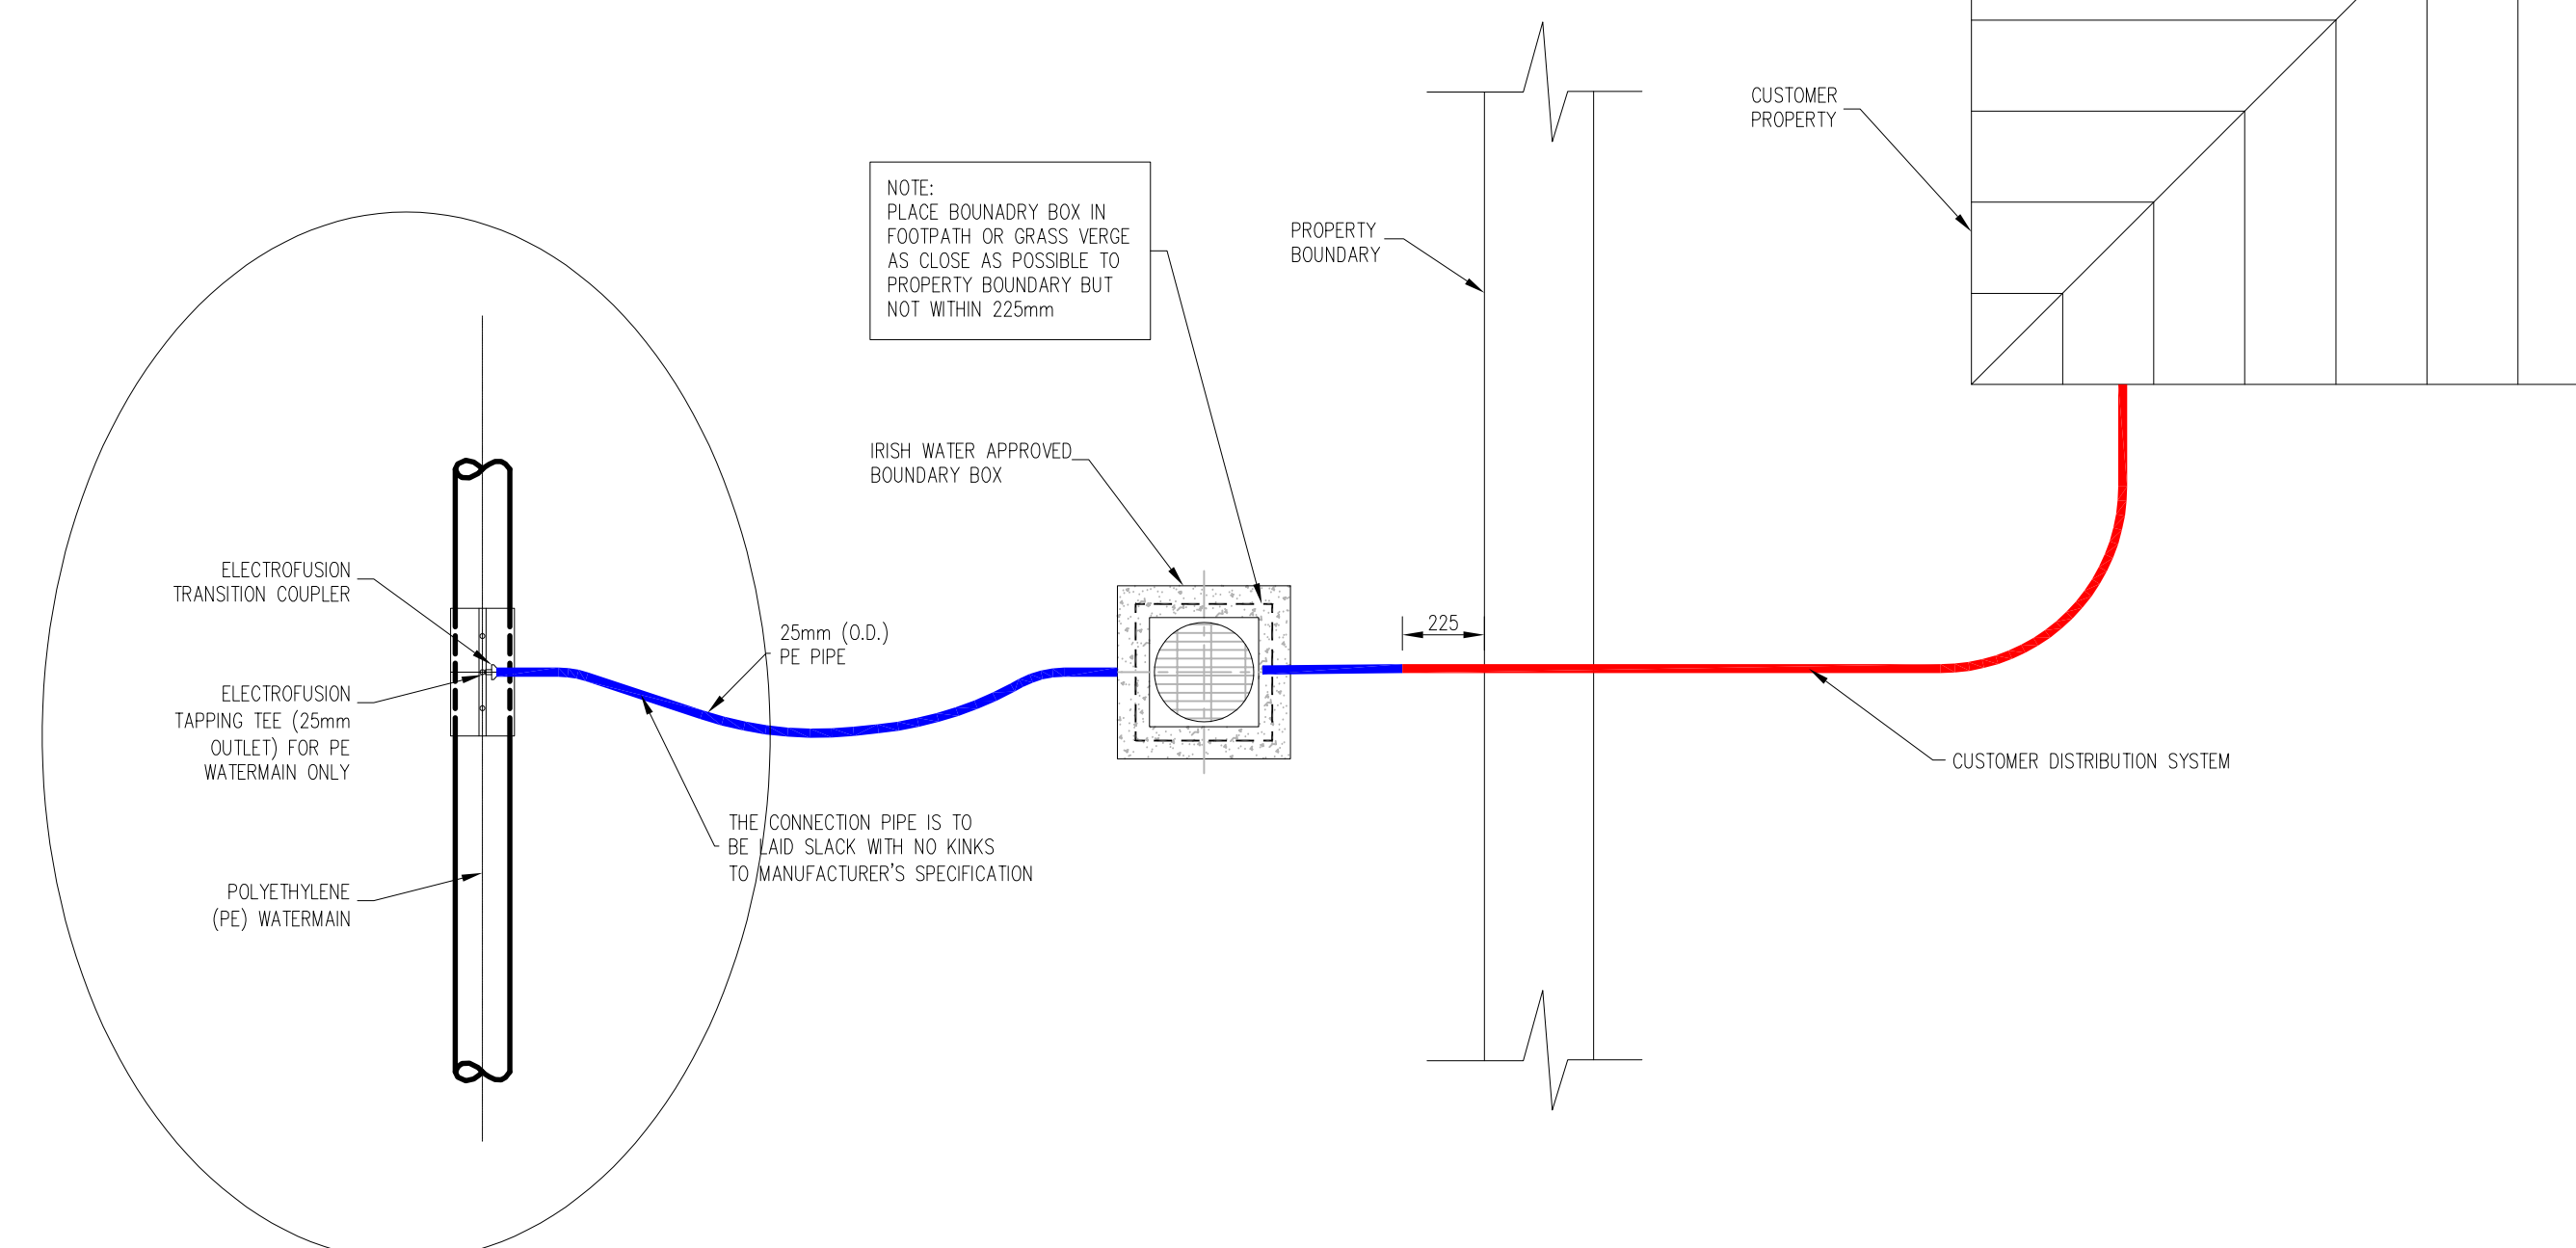 CUSTOMER
PROPERTY
NOTE:
PLACE BOUNADRY BOX IN
FOOTPATH OR GRASS VERGE
AS CLOSE AS POSSIBLE TO
PROPERTY BOUNDARY BUT
NOT WITHIN 225mm
PROPERTY
BOUNDARY
IRISH WATER APPROVED
BOUNDARY BOX
ELECTROFUSION
TRANSITION COUPLER
25mm (O.D.)
PE PIPE
225
ELECTROFUSION
TAPPING TEE (25mm
OUTLET) FOR PE
WATERMAIN ONLY
CUSTOMER DISTRIBUTION SYSTEM
THE CONNECTION PIPE IS TO
BE LAID SLACK WITH NO KINKS
TO MANUFACTURER'S SPECIFICATION
POLYETHYLENE
(PE) WATERMAIN